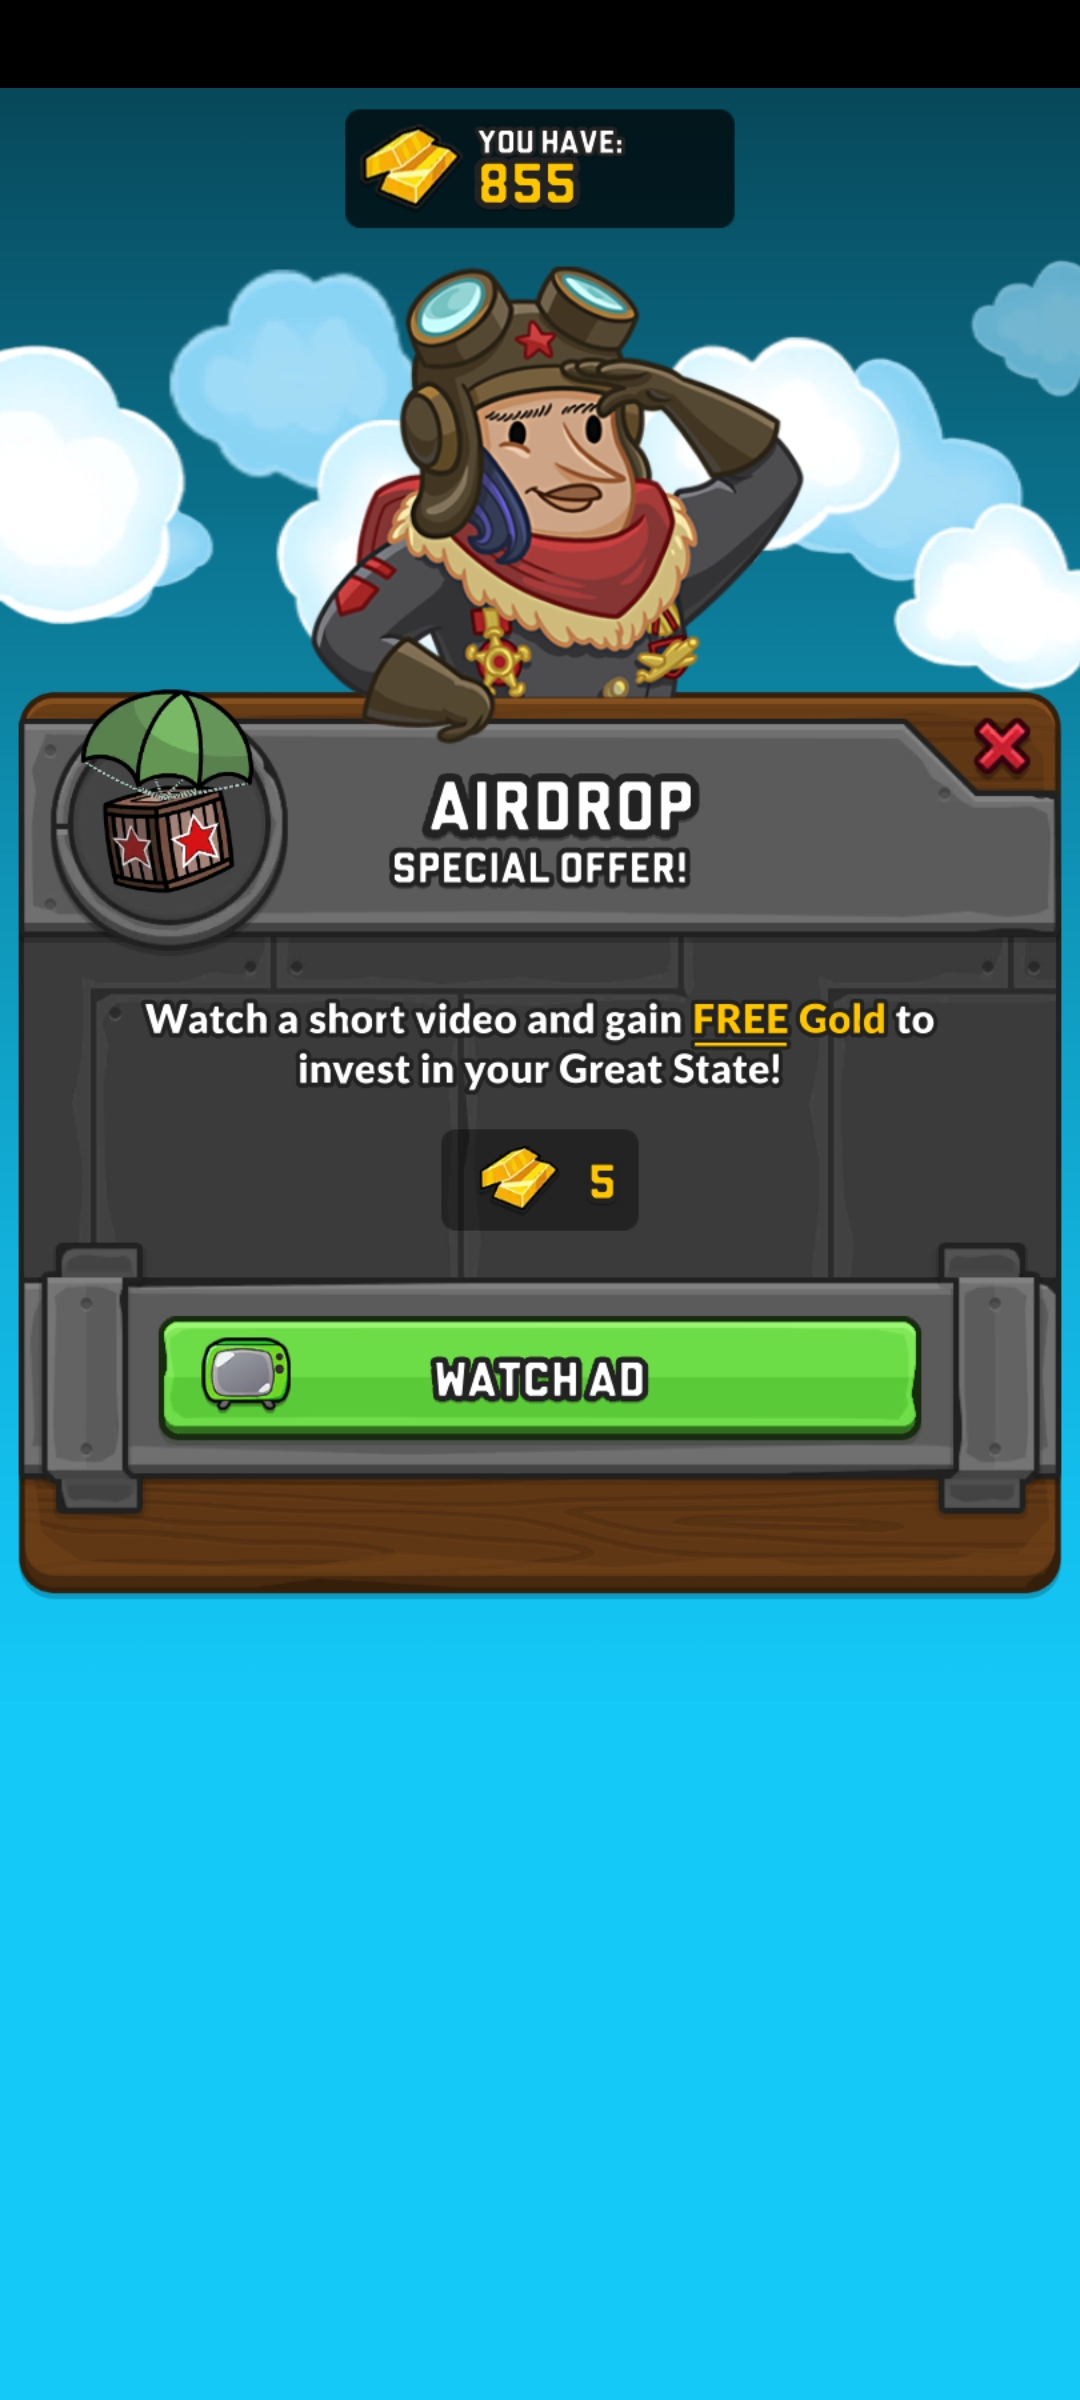 YOU HAVE:
855
AIRDROP
SPECIAL OFFER!
Watch a short video and gain FREE Gold to
invest in your Great State!
5
WATCH AD